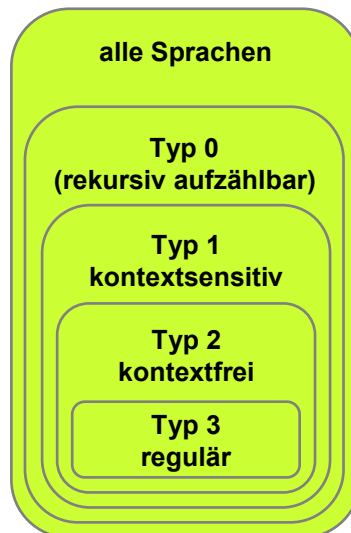 alle Sprachen
Typ 0
(rekursiv aufzählbar)
Typ 1
kontextsensitiv
Typ 2
kontextfrei
Typ 3
regulär